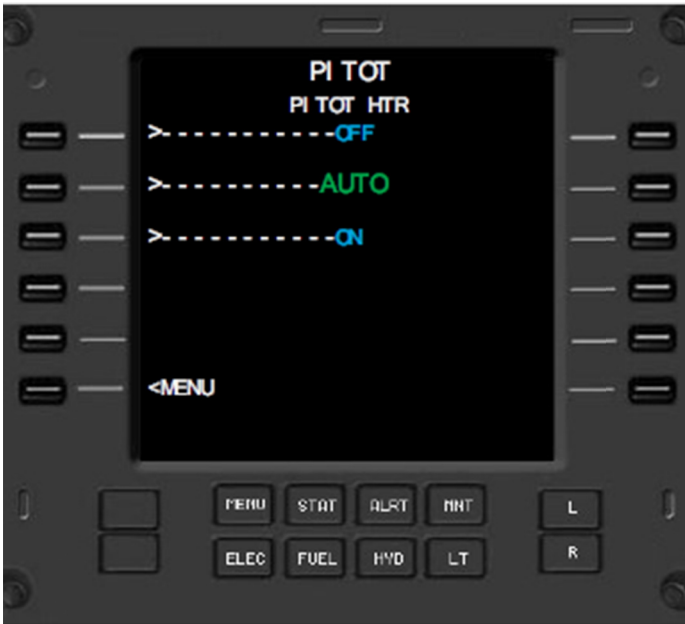 PITOT
PITOT HTR
>-----------OFF
>-----------AUTO
>-----------ON
<MENU
MENU STAT ALRT MNT L
ELEC FUEL HYD LT R